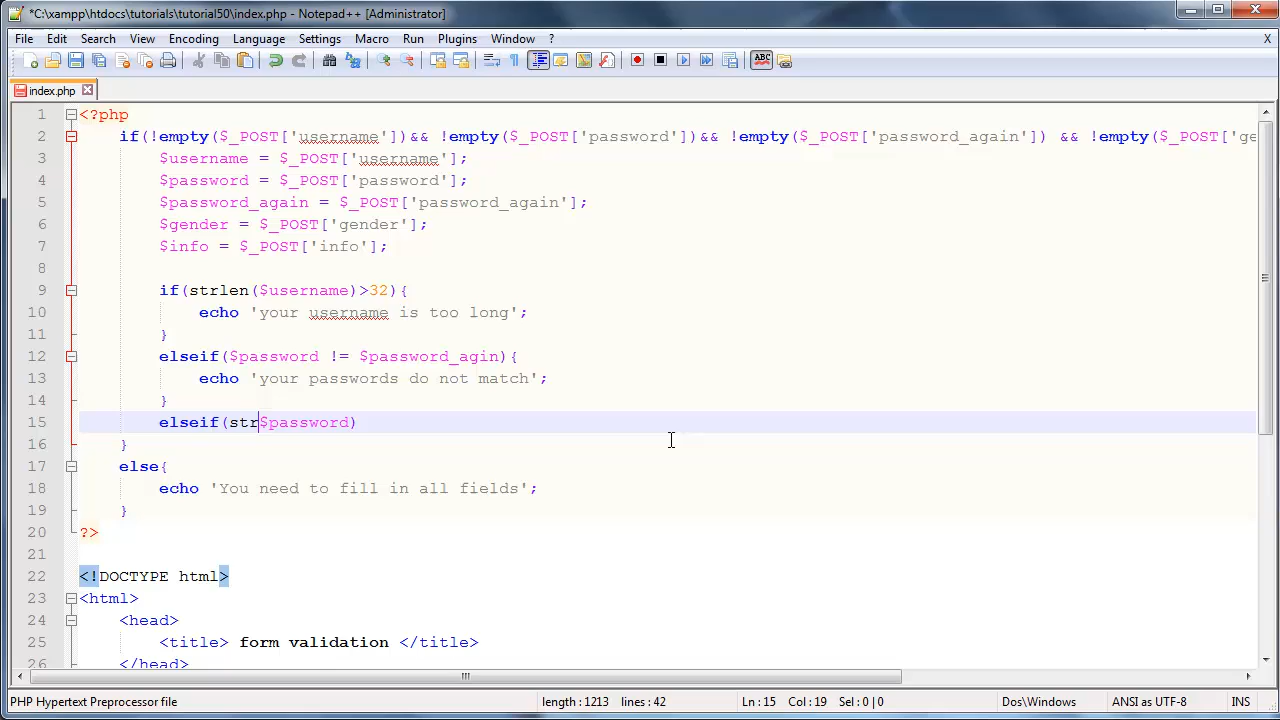 *C:\xampp\htdocs\tutorials\tutorial50\index.php - Notepad++ [Administrator]
File Edit Search View Encoding Language Settings Macro Run Plugins Window ? X
ABC
index.php
1 <?php
2 if(!empty($_POST['username'])&& !empty($_POST['password'])&& !empty($_POST['password_again']) && !empty($_POST['ge
3 $username = $_POST['username'];
4 $password = $_POST['password'];
5 $password_again = $_POST['password_again'];
6 $gender = $_POST['gender'];
7 $info = $_POST['info'];
8
9 if(strlen($username)>32){
10 echo 'your username is too long';
11 }
12 elseif($password != $password_agin){
13 echo 'your passwords do not match';
14 }
15 elseif(str$password)
16 }
17 else{
18 echo 'You need to fill in all fields';
19 }
20 ?>
21
22 <!DOCTYPE html>
23 <html>
24 <head>
25 <title> form validation </title>
26 </head>
PHP Hypertext Preprocessor file length : 1213 lines : 42 Ln : 15 Col : 19 Sel : 0 | 0 Dos\Windows ANSI as UTF-8 INS